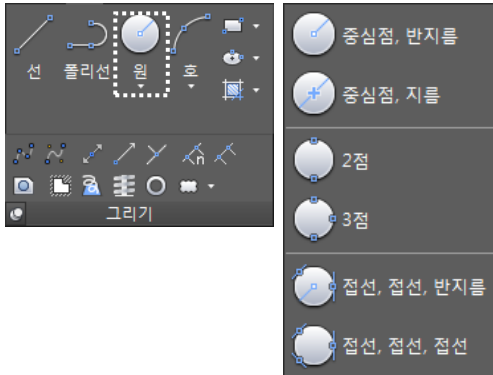 선 폴리선 원 호
그리기
중심점, 반지름
중심점, 지름
2점
3점
접선, 접선, 반지름
접선, 접선, 접선